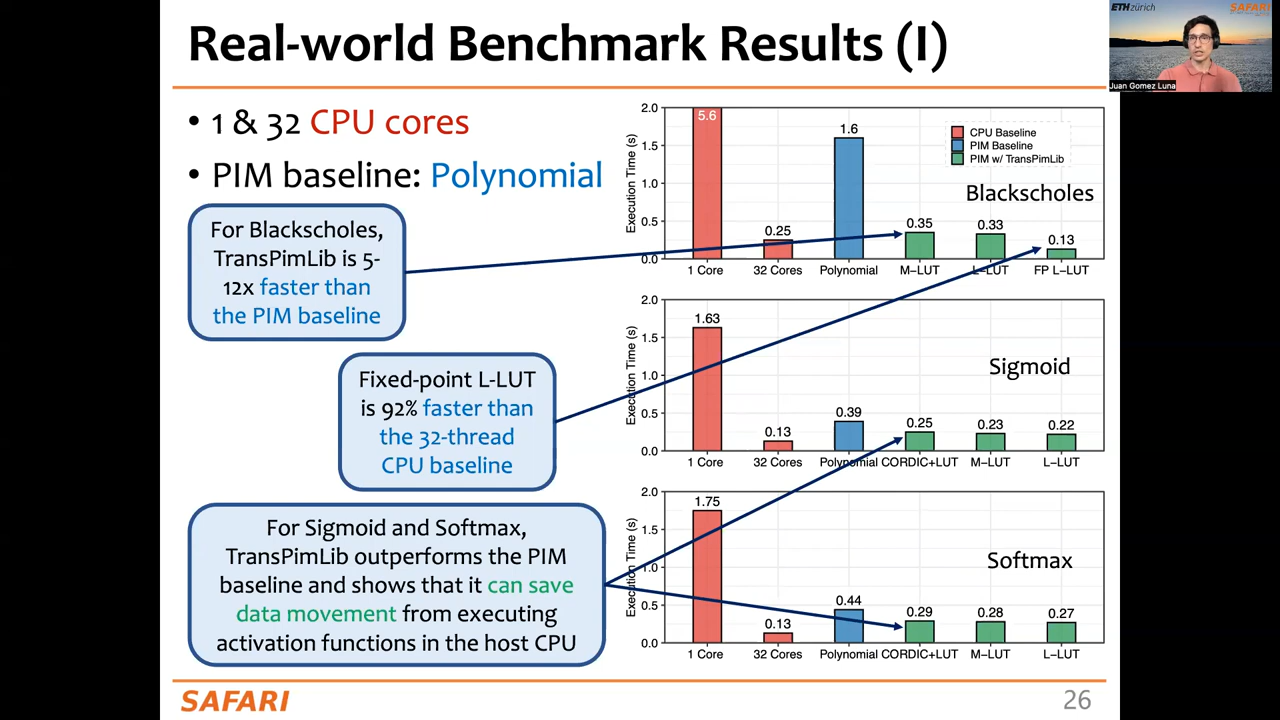 Real-world Benchmark Results (I)
ETH zürich
SAFARI
Juan Gomez Luna
• 1 & 32 CPU cores
• PIM baseline: Polynomial
For Blackscholes,
TransPimLib is 5-
12x faster than
the PIM baseline
Fixed-point L-LUT
is 92% faster than
the 32-thread
CPU baseline
For Sigmoid and Softmax,
TransPimLib outperforms the PIM
baseline and shows that it can save
data movement from executing
activation functions in the host CPU
Execution Time (s)
2.0
1.5
1.0
0.5
0.0
5.6
0.25
1.6
0.35
0.33
0.13
CPU Baseline
PIM Baseline
PIM w/ TransPimLib
Blackscholes
1 Core
32 Cores
Polynomial
M-LUT
L-LUT
FP L-LUT
Execution Time (s)
2.0
1.5
1.0
0.5
0.0
1.63
0.13
0.39
0.25
0.23
0.22
Sigmoid
1 Core
32 Cores
Polynomial
CORDIC+LUT
M-LUT
L-LUT
Execution Time (s)
2.0
1.5
1.0
0.5
0.0
1.75
0.13
0.44
0.29
0.28
0.27
Softmax
1 Core
32 Cores
Polynomial
CORDIC+LUT
M-LUT
L-LUT
SAFARI
26